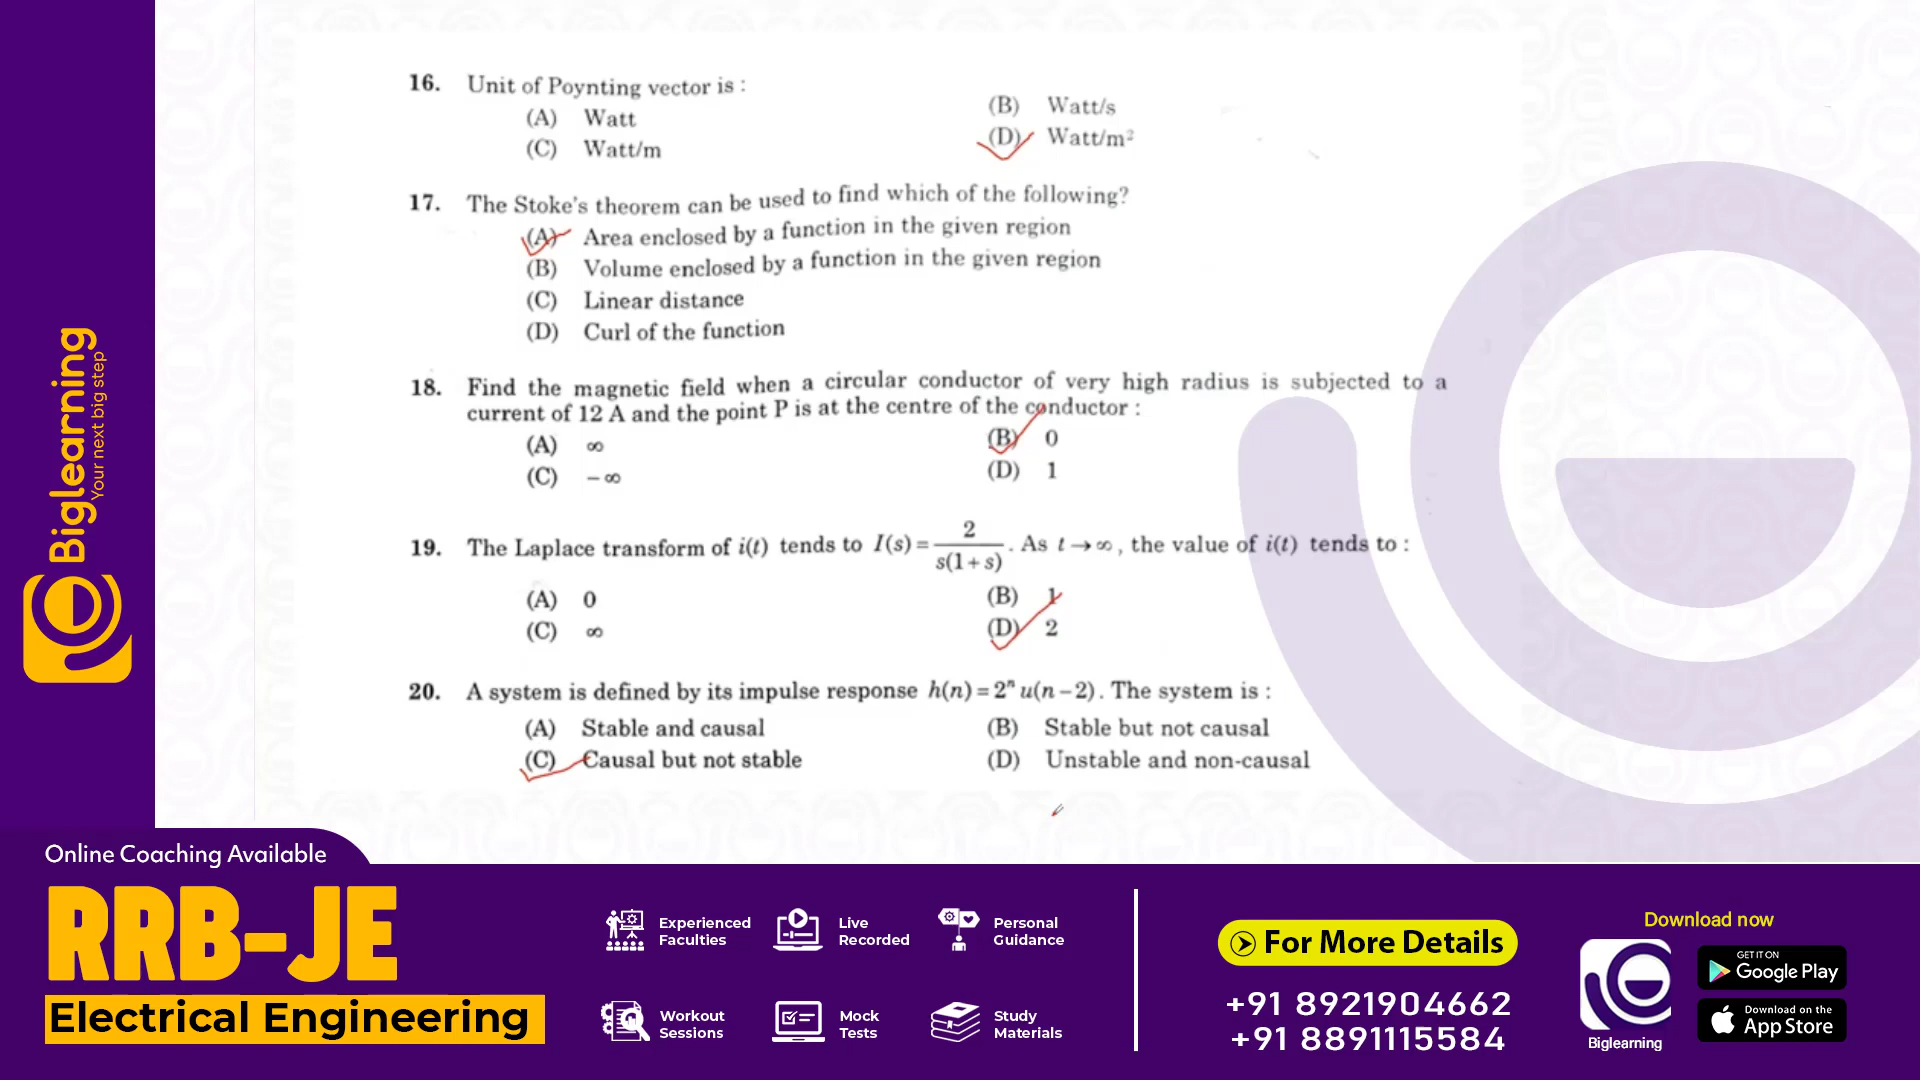 16. Unit of Poynting vector is :
(A) Watt
(B) Watt/s
(C) Watt/m
(D) Watt/m²
17. The Stoke's theorem can be used to find which of the following?
(A) Area enclosed by a function in the given region
(B) Volume enclosed by a function in the given region
(C) Linear distance
(D) Curl of the function
18. Find the magnetic field when a circular conductor of very high radius is subjected to a
current of 12 A and the point P is at the centre of the conductor :
(A) ∞
(B) 0
(C) – ∞
(D) 1
19. The Laplace transform of i(t) tends to I(s) = 2/s(1 + s). As t → ∞, the value of i(t) tends to :
(A) 0
(B) 1
(C) ∞
(D) 2
20. A system is defined by its impulse response h(n) = 2ⁿ u(n – 2). The system is :
(A) Stable and causal
(B) Stable but not causal
(C) Causal but not stable
(D) Unstable and non-causal
Biglearning
Your next big step
Online Coaching Available
RRB-JE
Electrical Engineering
Experienced
Faculties
Live
Recorded
Personal
Guidance
Workout
Sessions
Mock
Tests
Study
Materials
For More Details
+91 8921904662
+91 8891115584
Download now
Biglearning
GET IT ON
Google Play
Download on the
App Store